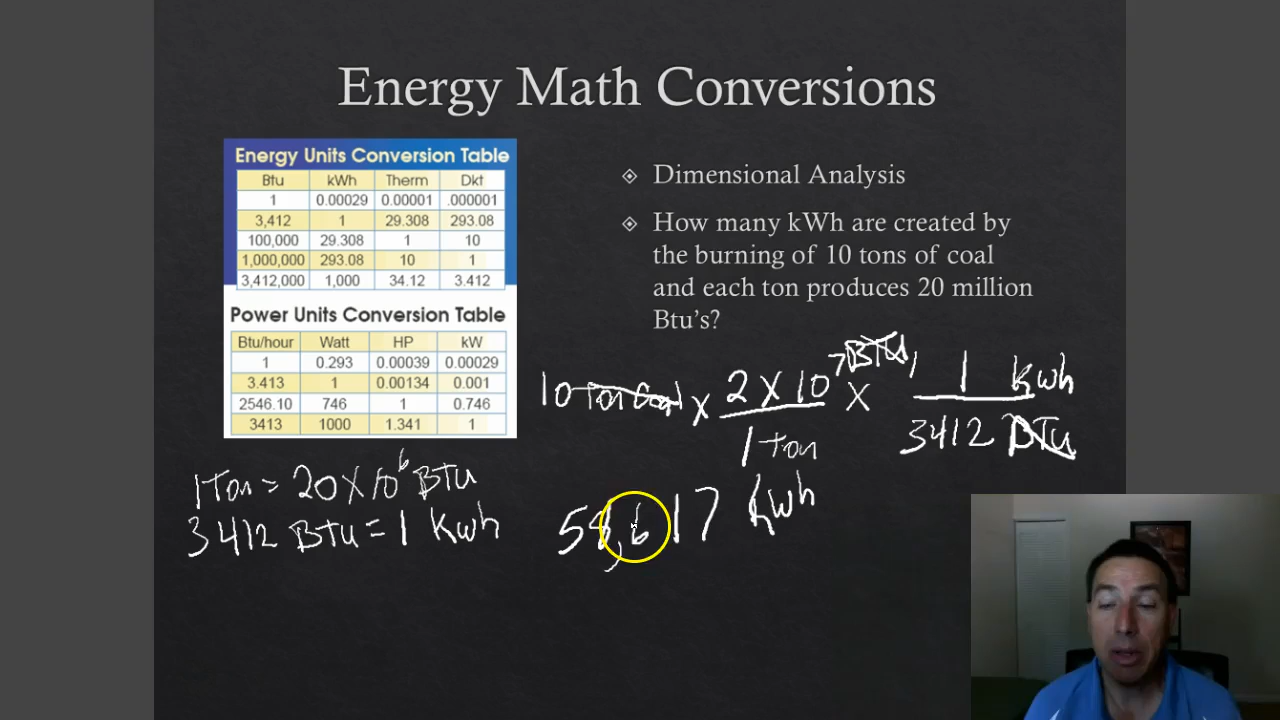 Energy Math Conversions
Energy Units Conversion Table
Btu kWh Therm Dkt
1 0.00029 0.00001 .000001
3,412 1 29.308 293.08
100,000 29.308 1 10
1,000,000 293.08 10 1
3,412,000 1,000 34.12 3.412
Power Units Conversion Table
Btu/hour Watt HP kW
1 0.293 0.00039 0.00029
3.413 1 0.00134 0.001
2546.10 746 1 0.746
3413 1000 1.341 1
Dimensional Analysis
How many kWh are created by
the burning of 10 tons of coal
and each ton produces 20 million
Btu's?
10 Ton Coal x 2 X 10^7 BTU x 1 Kwh
1 Ton 3412 BTU
1 Ton = 20 X 10^6 BTU
3412 BTU = 1 Kwh
58,617 Kwh